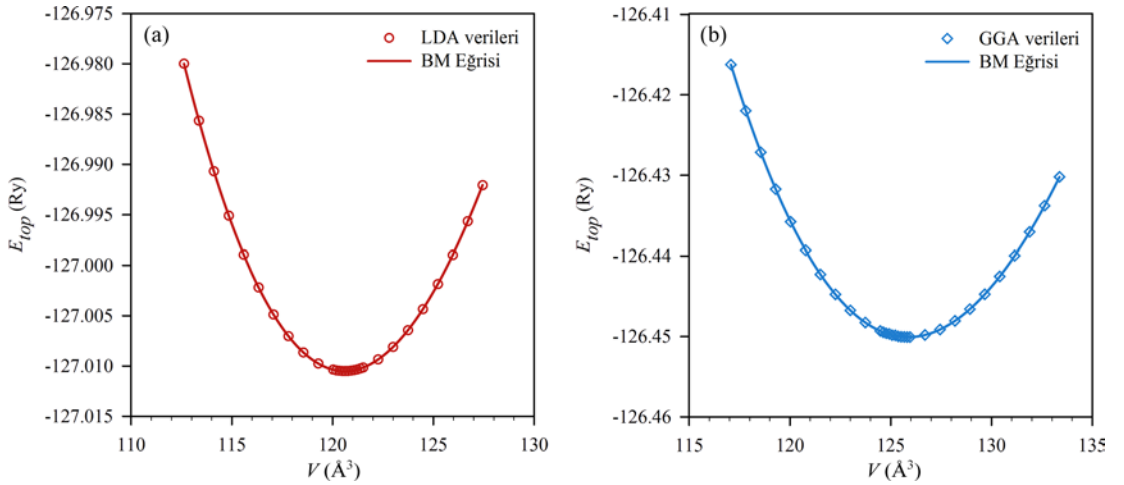 (a)
LDA verileri
BM Eğrisi
-126.975
-126.980
-126.985
-126.990
-126.995
-127.000
-127.005
-127.010
-127.015
E_top (Ry)
110
115
120
125
130
V (Å³)
(b)
GGA verileri
BM Eğrisi
-126.41
-126.42
-126.43
-126.44
-126.45
-126.46
E_top (Ry)
115
120
125
130
135
V (Å³)